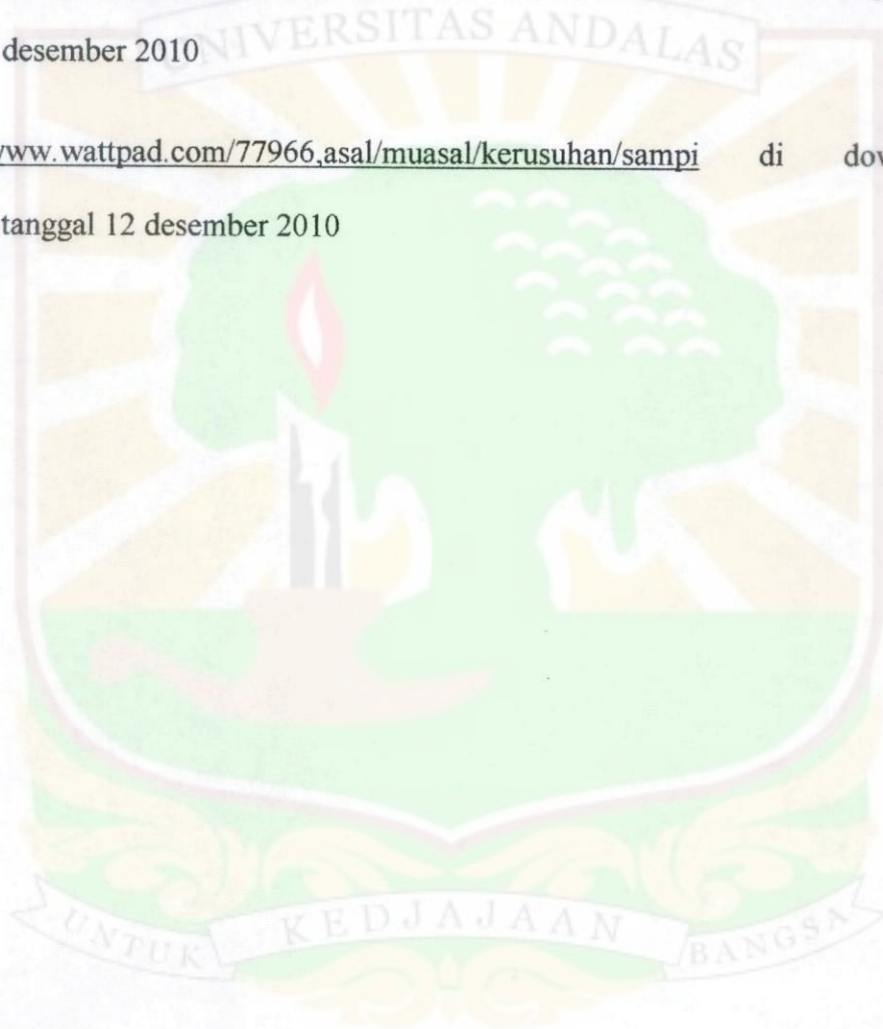 UNIVERSITAS ANDALAS
desember 2010
www.wattpad.com/77966,asal/muasal/kerusuhan/sampi di
tanggal 12 desember 2010
UNTUK KEDJAJAAN BANGSA